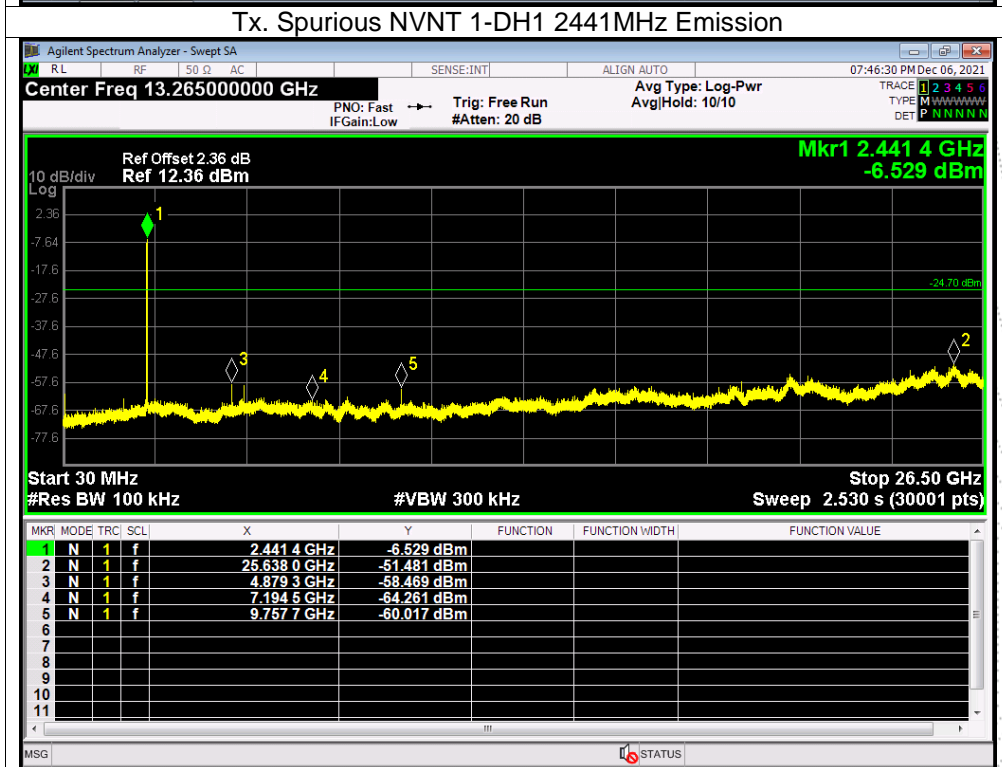 Tx. Spurious NVNT 1-DH1 2441MHz Emission
Agilent Spectrum Analyzer - Swept SA
LXI RL RF 50 Ω AC SENSE:INT ALIGN AUTO 07:46:30 PM Dec 06, 2021
Center Freq 13.265000000 GHz Avg Type: Log-Pwr TRACE 1 2 3 4 5 6
PNO: Fast Trig: Free Run Avg|Hold: 10/10 TYPE M WWWWW
IFGain:Low #Atten: 20 dB DET P N N N N N
Mkr1 2.441 4 GHz
Ref Offset 2.36 dB
10 dB/div Ref 12.36 dBm -6.529 dBm
Log
1
2.36
-7.64
-17.6
-24.70 dBm
-27.6
-37.6
2
-47.6
3
5
4
-57.6
-67.6
-77.6
Start 30 MHz Stop 26.50 GHz
#Res BW 100 kHz #VBW 300 kHz Sweep 2.530 s (30001 pts)
MKR MODE TRC SCL X Y FUNCTION FUNCTION WIDTH FUNCTION VALUE
1 N 1 f 2.441 4 GHz -6.529 dBm
2 N 1 f 25.638 0 GHz -51.481 dBm
3 N 1 f 4.879 3 GHz -58.469 dBm
4 N 1 f 7.194 5 GHz -64.261 dBm
5 N 1 f 9.757 7 GHz -60.017 dBm
6
7
8
9
10
11
MSG STATUS